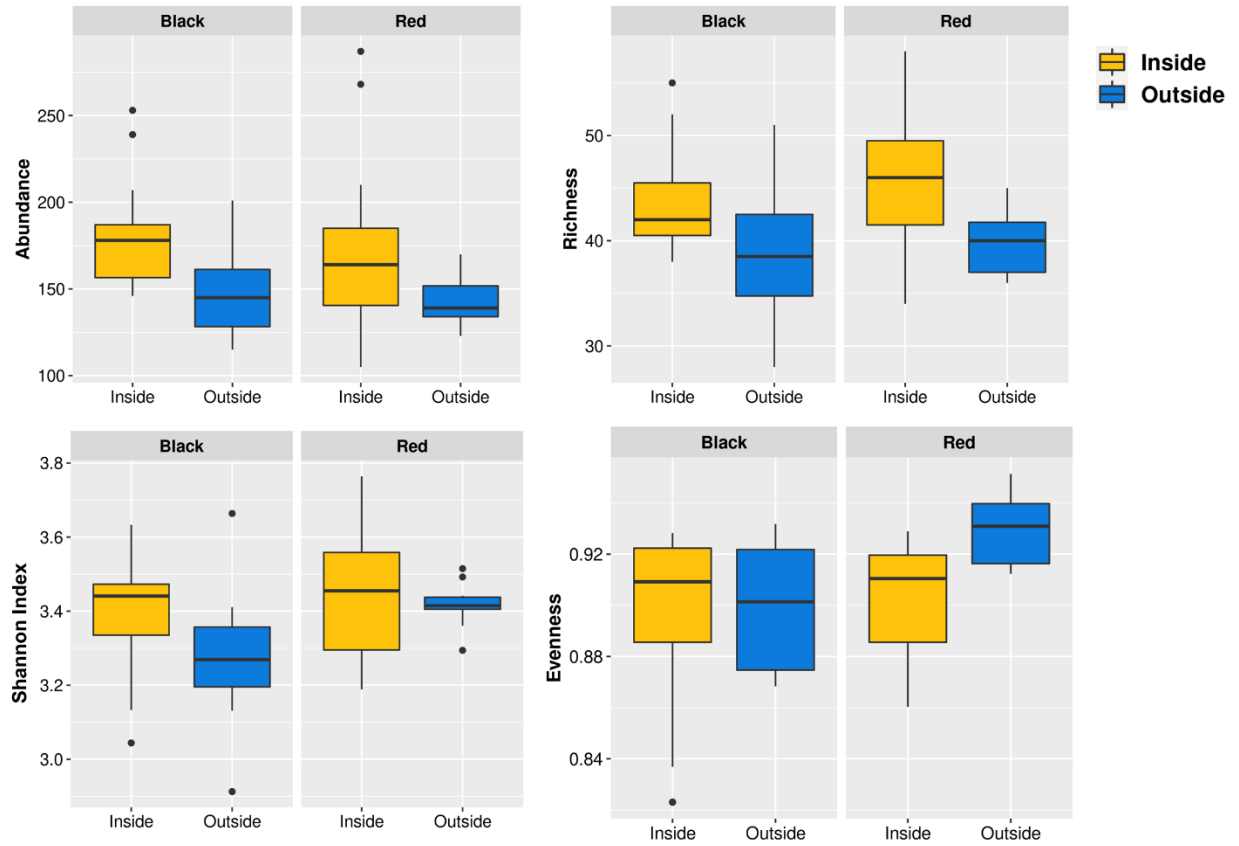 Black Red
Abundance
250
200
150
100
Inside Outside Inside Outside
Black Red
Richness
50
40
30
Inside Outside Inside Outside
Inside
Outside
Black Red
Shannon Index
3.8
3.6
3.4
3.2
3.0
Inside Outside Inside Outside
Black Red
Evenness
0.92
0.88
0.84
Inside Outside Inside Outside